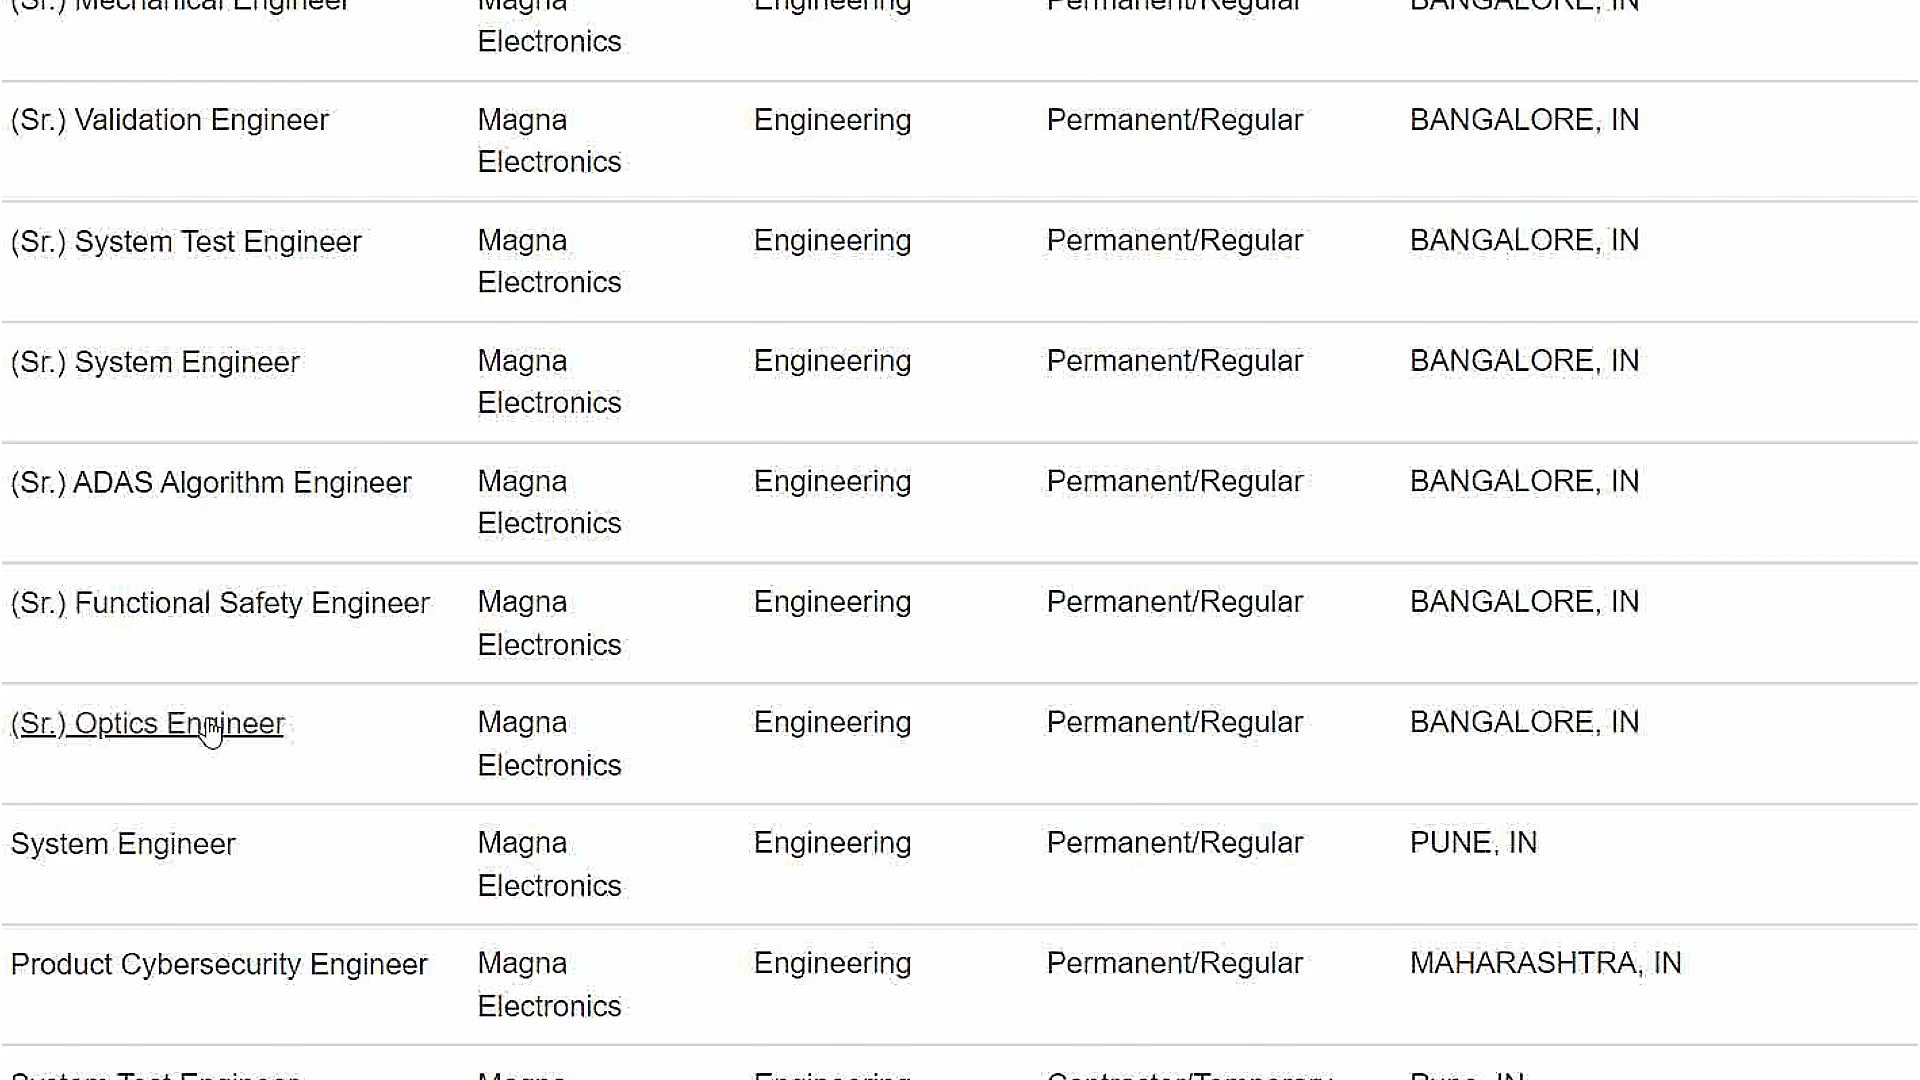 (Sr.) Mechanical Engineer Magna Engineering Permanent/Regular BANGALORE, IN
Electronics
(Sr.) Validation Engineer Magna Engineering Permanent/Regular BANGALORE, IN
Electronics
(Sr.) System Test Engineer Magna Engineering Permanent/Regular BANGALORE, IN
Electronics
(Sr.) System Engineer Magna Engineering Permanent/Regular BANGALORE, IN
Electronics
(Sr.) ADAS Algorithm Engineer Magna Engineering Permanent/Regular BANGALORE, IN
Electronics
(Sr.) Functional Safety Engineer Magna Engineering Permanent/Regular BANGALORE, IN
Electronics
(Sr.) Optics Engineer Magna Engineering Permanent/Regular BANGALORE, IN
Electronics
System Engineer Magna Engineering Permanent/Regular PUNE, IN
Electronics
Product Cybersecurity Engineer Magna Engineering Permanent/Regular MAHARASHTRA, IN
Electronics
System Test Engineer Magna Engineering Contractor/Temporary Pune, IN